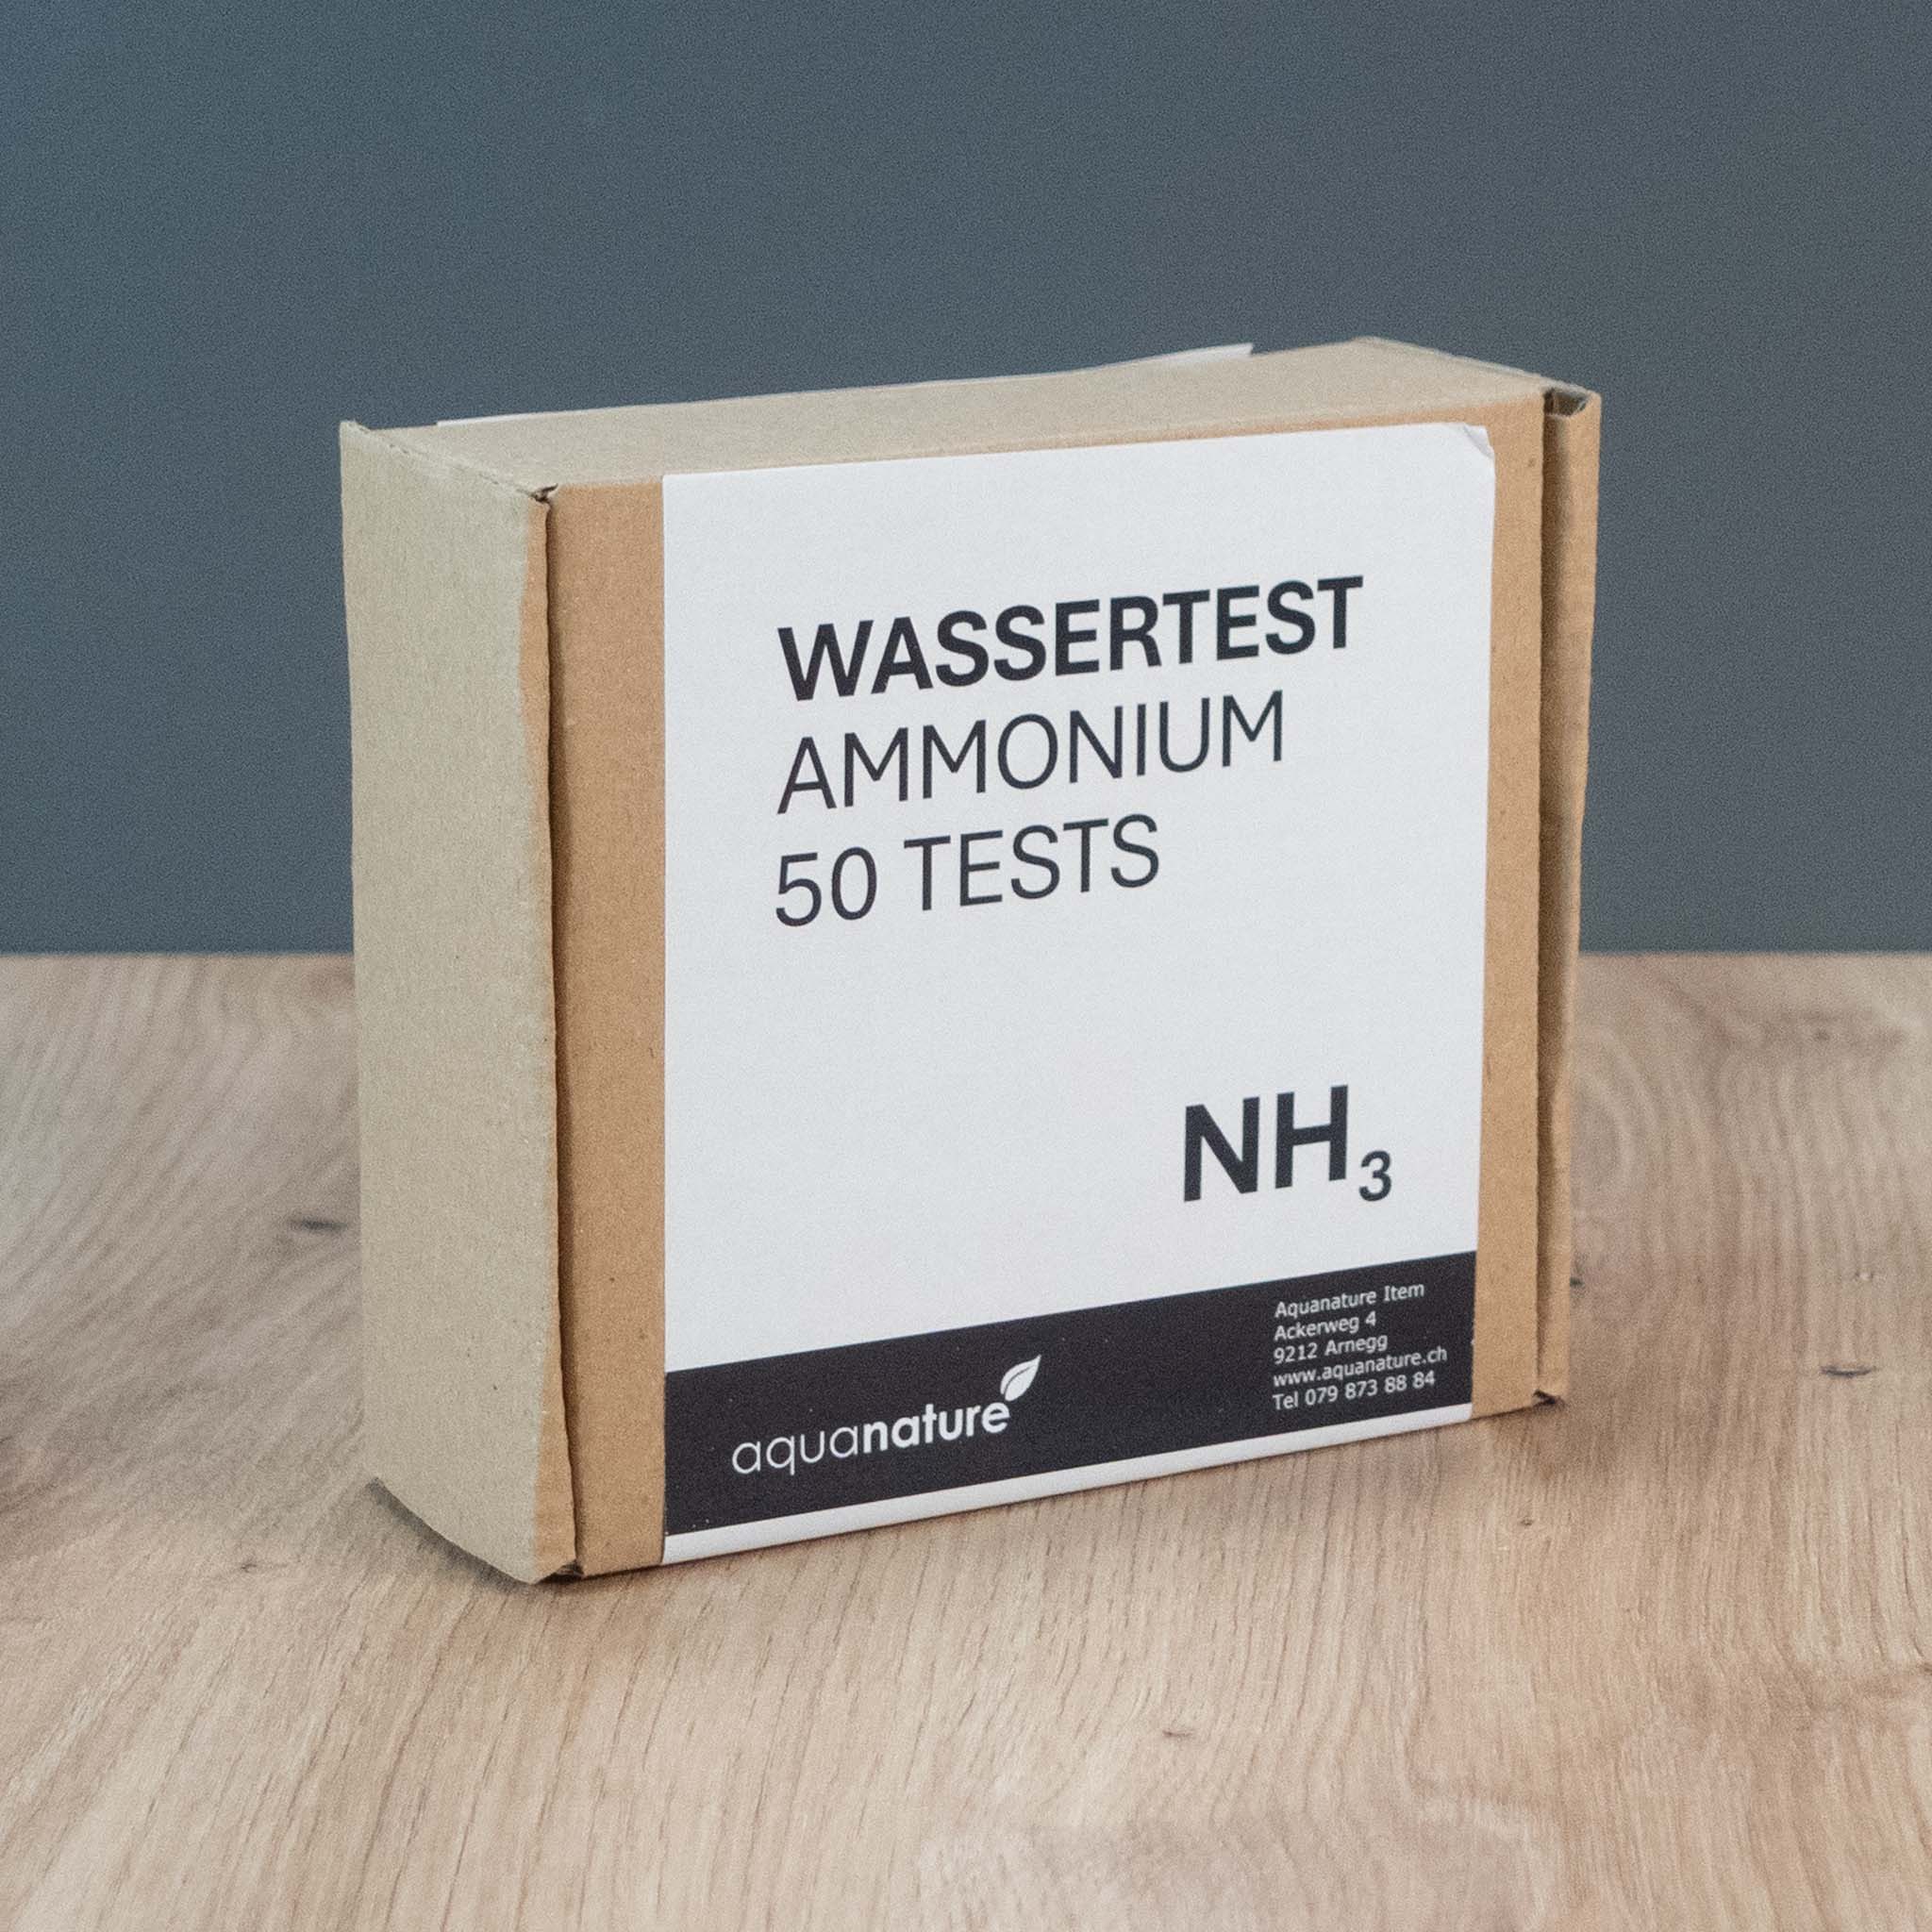 WASSERTEST
AMMONIUM
50 TESTS
NH₃
aquanature
Aquanature Item
Ackerweg 4
9212 Arnegg
www.aquanature.ch
Tel 079 873 88 84